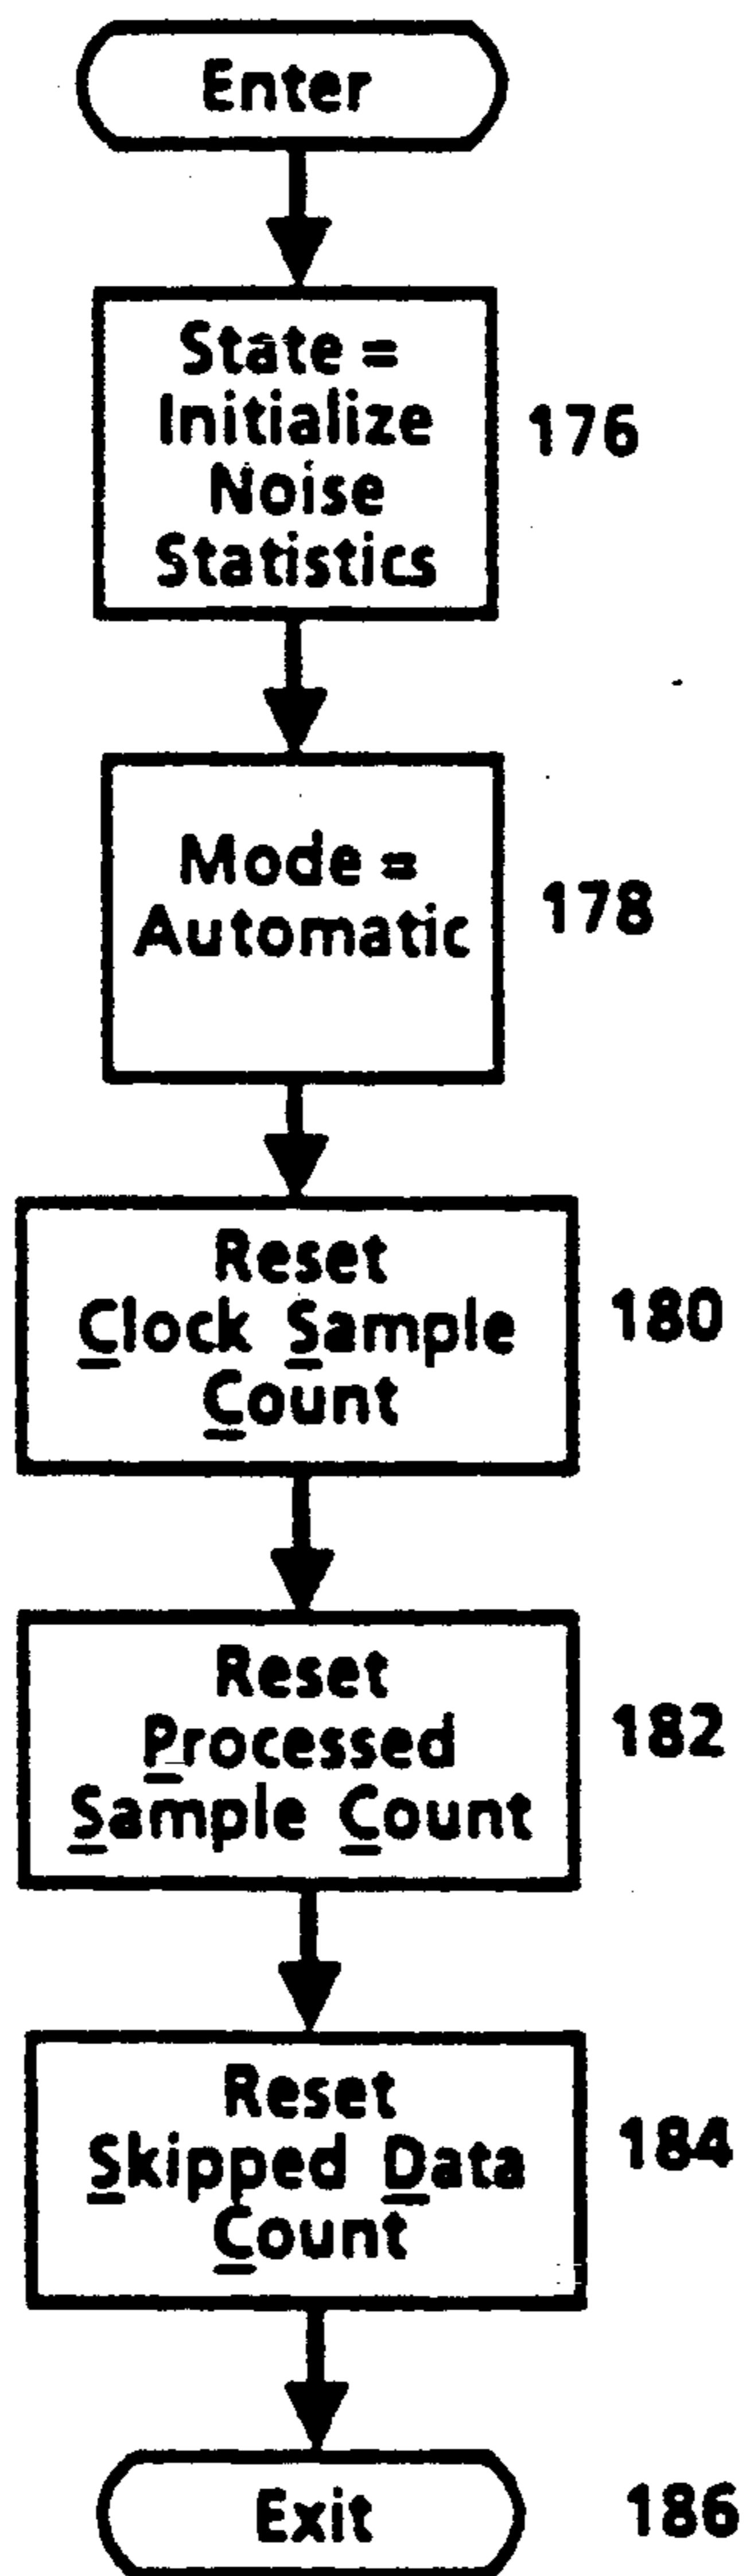 Enter
State =
Initialize
Noise
Statistics
176
Mode =
Automatic
178
Reset
Clock Sample
Count
180
Reset
Processed
Sample Count
182
Reset
Skipped Data
Count
184
Exit
186